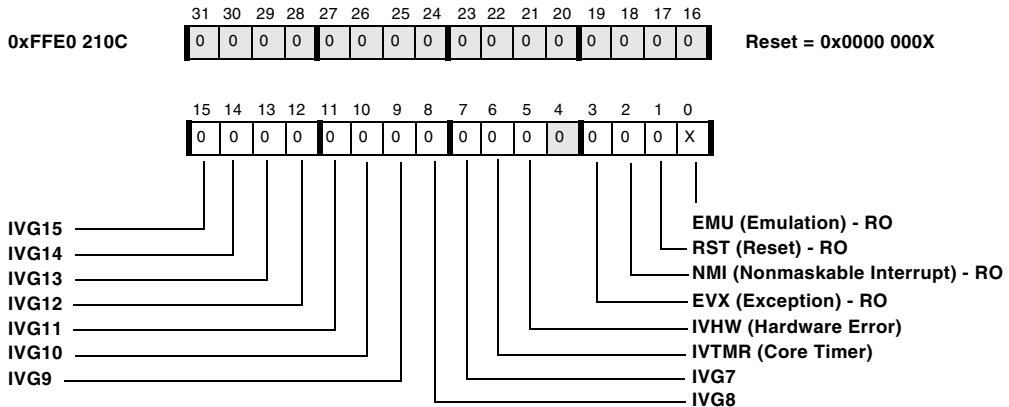 31 30 29 28 27 26 25 24 23 22 21 20 19 18 17 16
0xFFE0 210C 0 0 0 0 0 0 0 0 0 0 0 0 0 0 0 0 Reset = 0x0000 000X
15 14 13 12 11 10 9 8 7 6 5 4 3 2 1 0
0 0 0 0 0 0 0 0 0 0 0 0 0 0 0 X
IVG15
IVG14
IVG13
IVG12
IVG11
IVG10
IVG9
EMU (Emulation) - RO
RST (Reset) - RO
NMI (Nonmaskable Interrupt) - RO
EVX (Exception) - RO
IVHW (Hardware Error)
IVTMR (Core Timer)
IVG7
IVG8